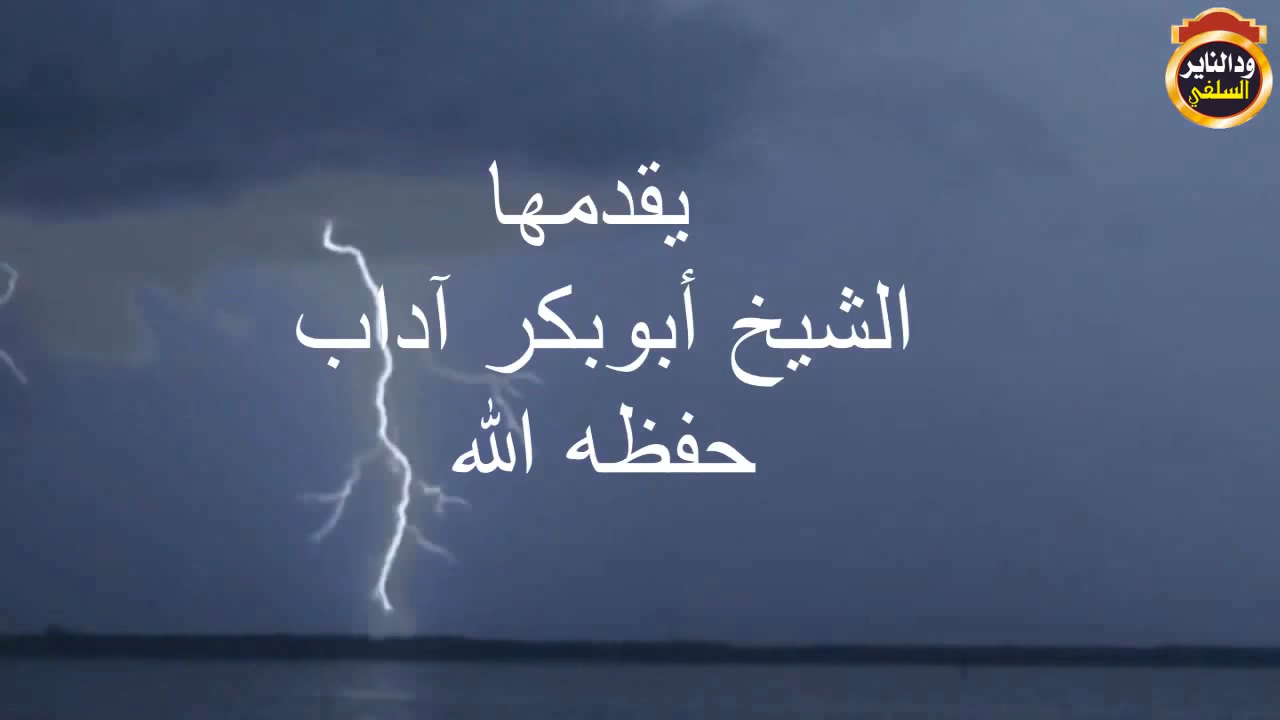 ودالناير
السلفي
يقدمها
الشيخ أبوبكر آداب
حفظه الله